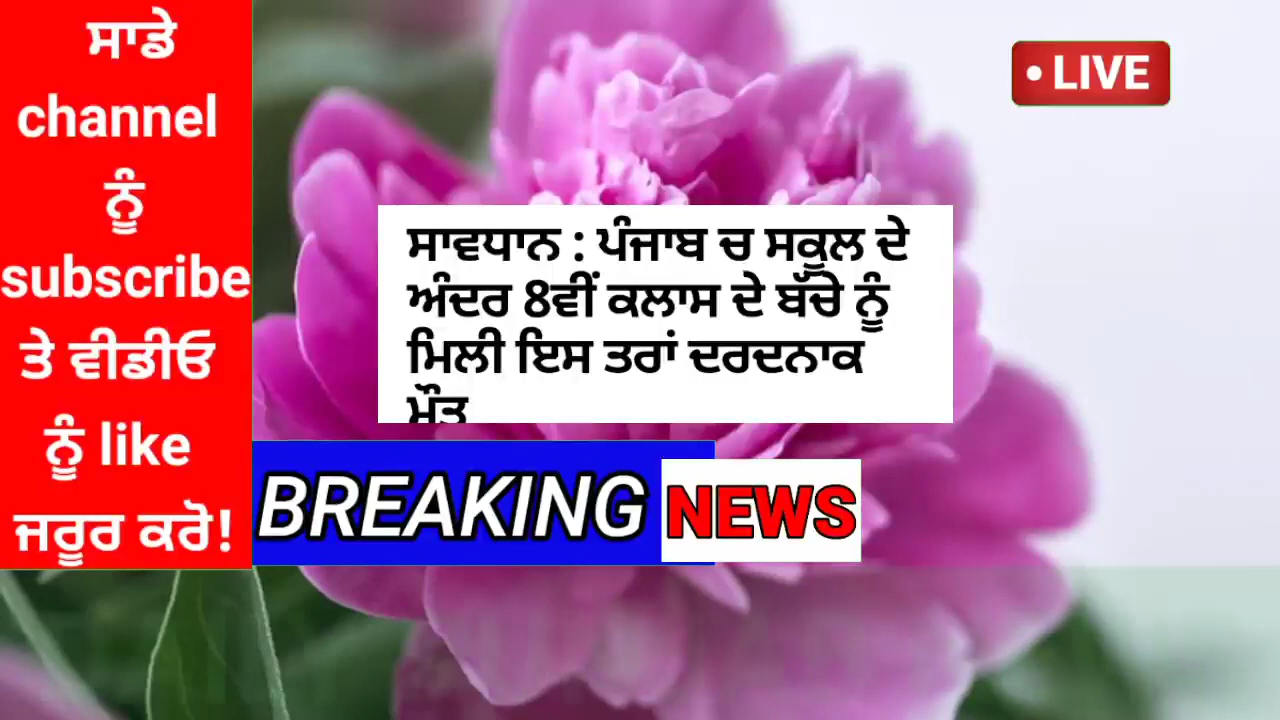 ਸਾਡੇ
channel
ਨੂੰ
subscribe
ਤੇ ਵੀਡੀਓ
ਨੂੰ like
ਜਰੂਰ ਕਰੋ!
• LIVE
ਸਾਵਧਾਨ : ਪੰਜਾਬ ਚ ਸਕੂਲ ਦੇ
ਅੰਦਰ 8ਵੀਂ ਕਲਾਸ ਦੇ ਬੱਚੇ ਨੂੰ
ਮਿਲੀ ਇਸ ਤਰਾਂ ਦਰਦਨਾਕ
ਮੌਤ
BREAKING NEWS